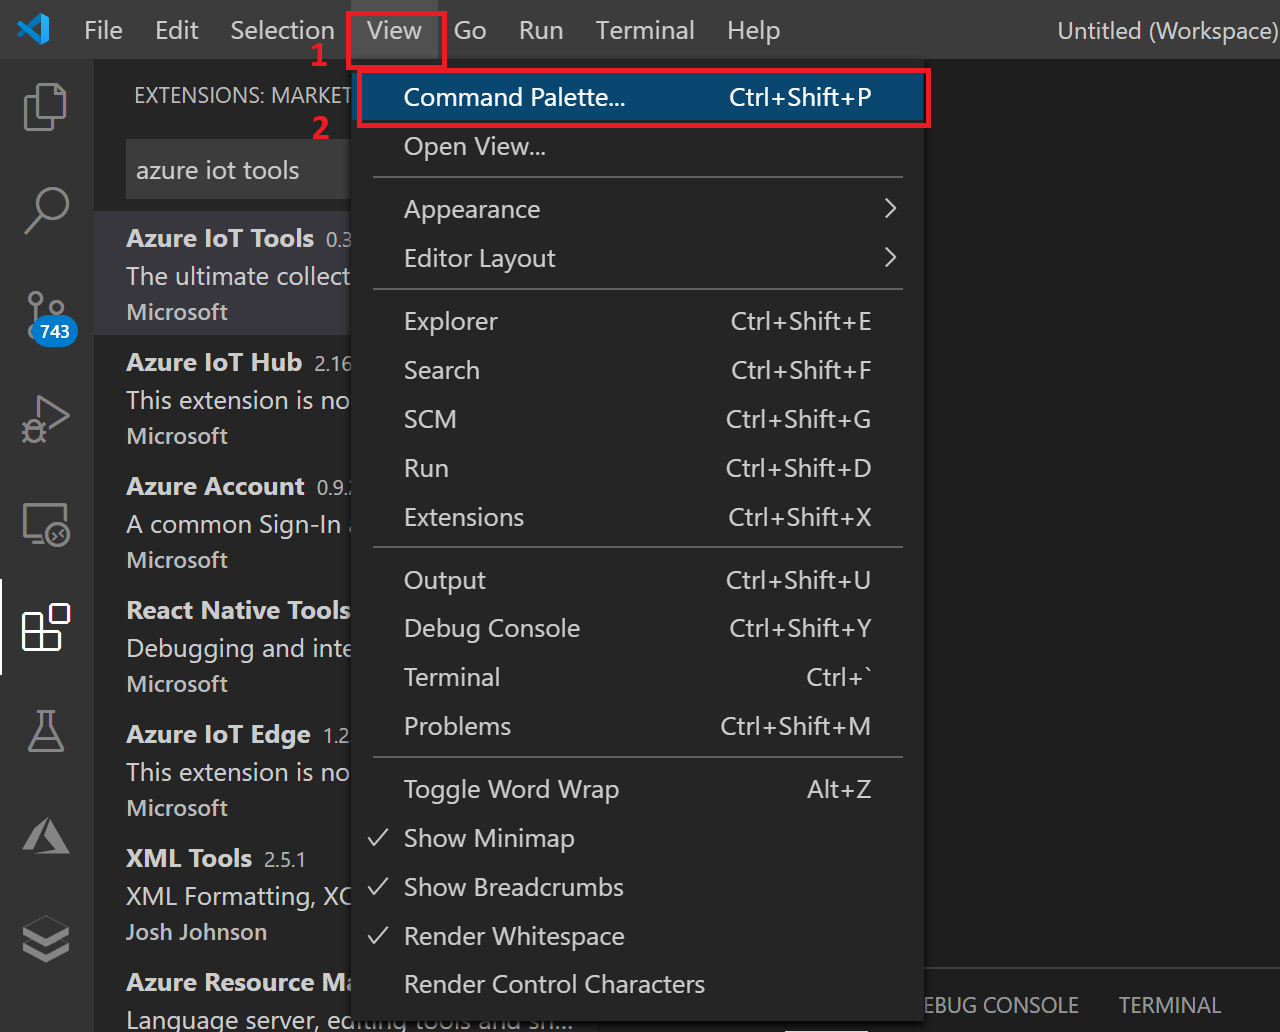 File Edit Selection View Go Run Terminal Help Untitled (Workspace)
1
EXTENSIONS: MARKET
2
azure iot tools
Azure IoT Tools 0.3
The ultimate collect
Microsoft
743
Azure IoT Hub 2.16
This extension is no
Microsoft
Azure Account 0.9.2
A common Sign-In
Microsoft
React Native Tools
Debugging and inte
Microsoft
Azure IoT Edge 1.2
This extension is no
Microsoft
XML Tools 2.5.1
XML Formatting, XC
Josh Johnson
Azure Resource Ma
Language server, editing tools and sn...
Command Palette... Ctrl+Shift+P
Open View...
Appearance
Editor Layout
Explorer Ctrl+Shift+E
Search Ctrl+Shift+F
SCM Ctrl+Shift+G
Run Ctrl+Shift+D
Extensions Ctrl+Shift+X
Output Ctrl+Shift+U
Debug Console Ctrl+Shift+Y
Terminal Ctrl+`
Problems Ctrl+Shift+M
Toggle Word Wrap Alt+Z
Show Minimap
Show Breadcrumbs
Render Whitespace
Render Control Characters
EBUG CONSOLE TERMINAL